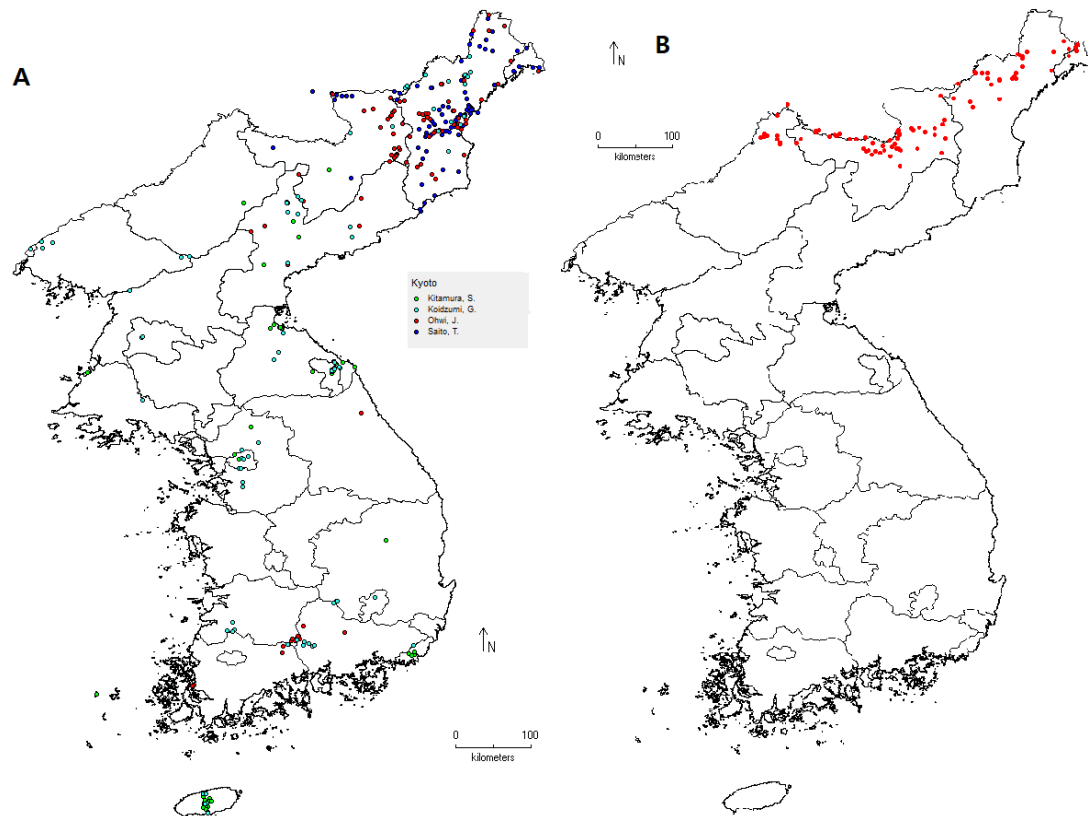 A
B
N
0 100
kilometers
Kyoto
Kitamura, S.
Koidzumi, G.
Ohwi, J.
Saito, T.
N
0 100
kilometers